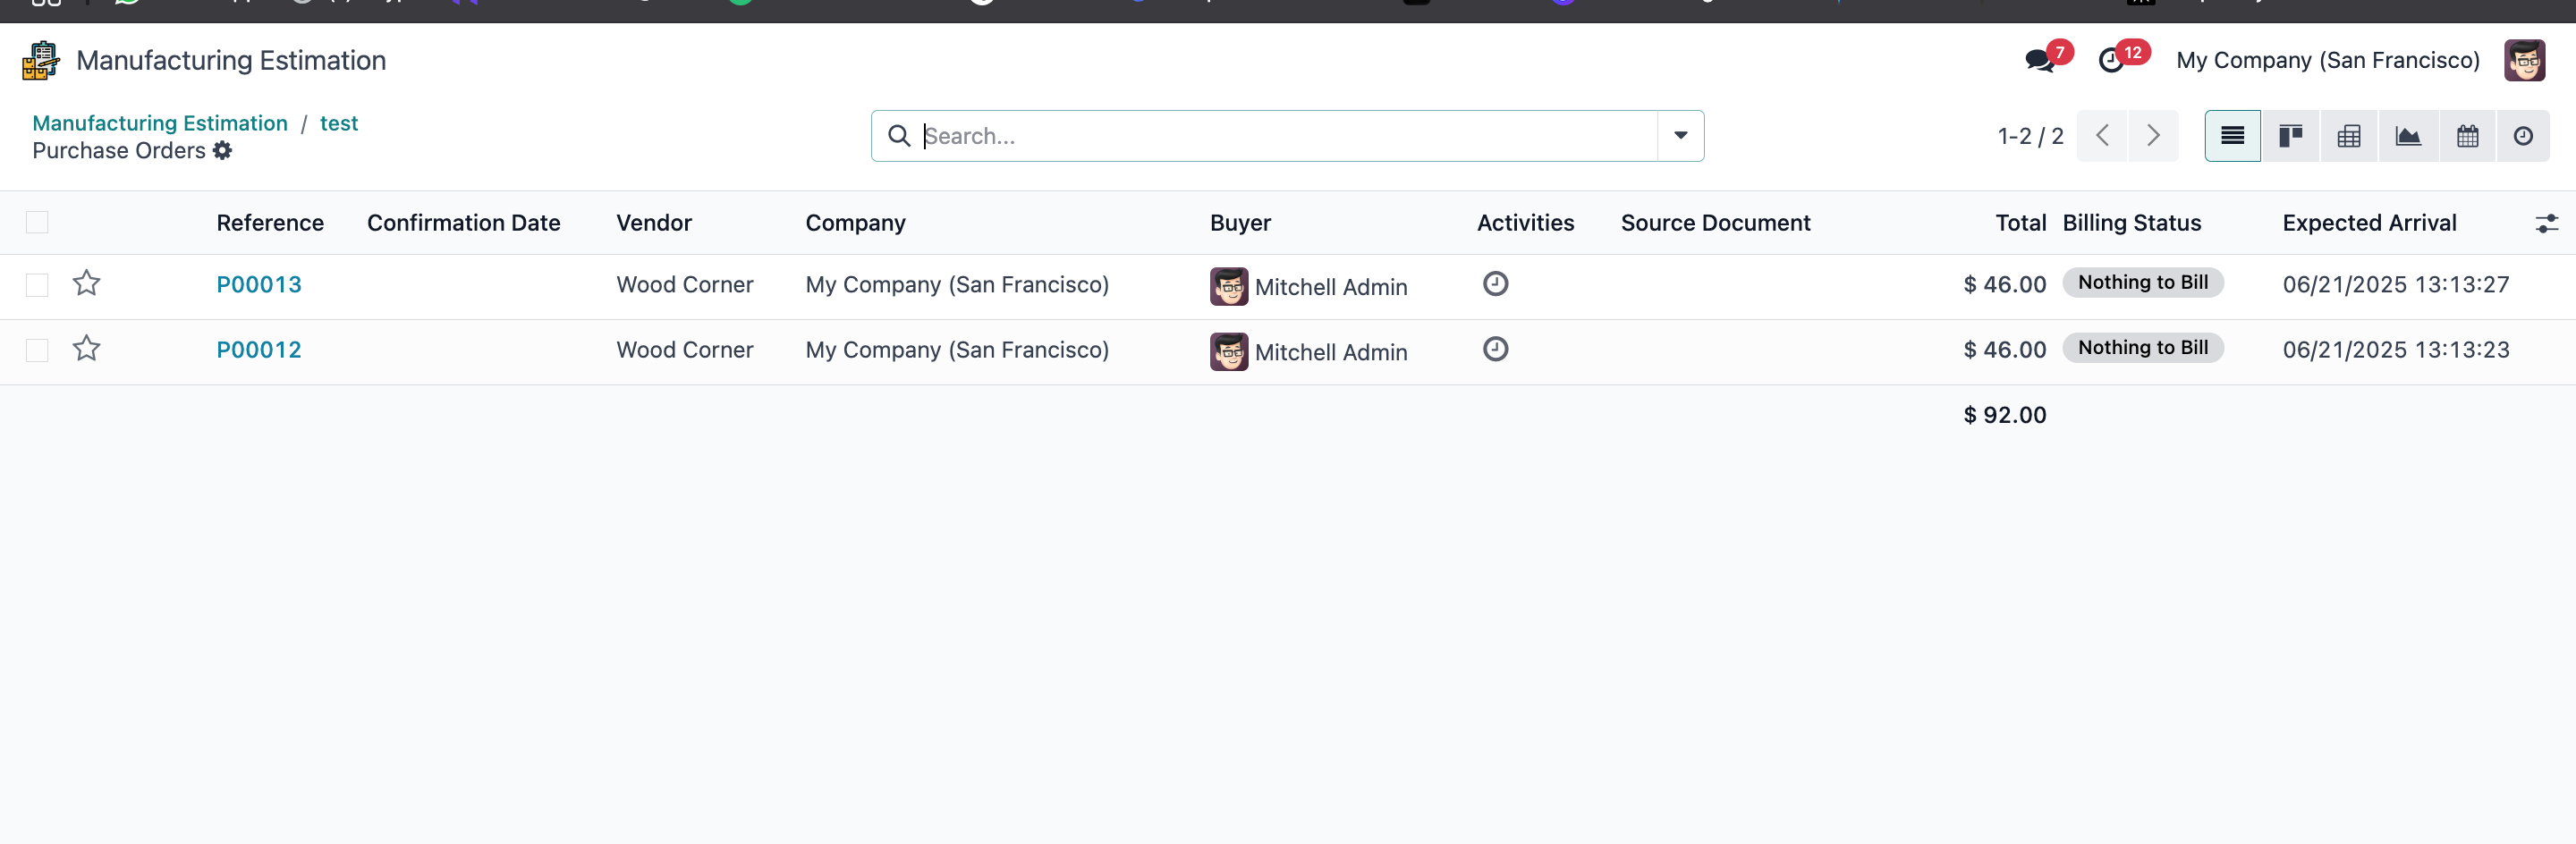 Manufacturing Estimation
7
12
My Company (San Francisco)
Manufacturing Estimation / test
Purchase Orders
Search...
1-2 / 2
Reference Confirmation Date Vendor Company Buyer Activities Source Document Total Billing Status Expected Arrival
P00013 Wood Corner My Company (San Francisco) Mitchell Admin $ 46.00 Nothing to Bill 06/21/2025 13:13:27
P00012 Wood Corner My Company (San Francisco) Mitchell Admin $ 46.00 Nothing to Bill 06/21/2025 13:13:23
$ 92.00